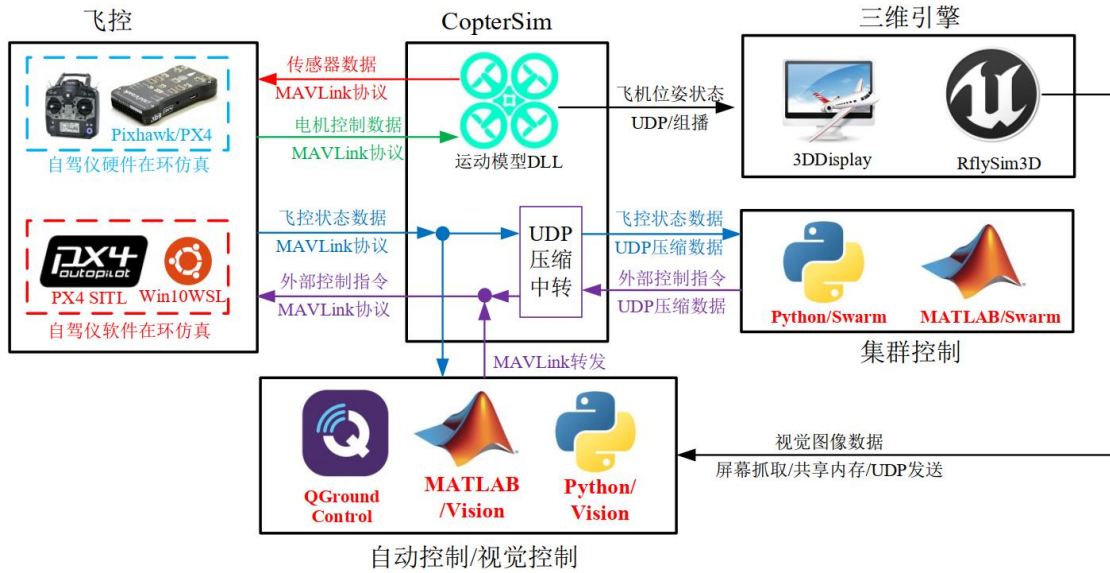 飞控
CopterSim
三维引擎
Pixhawk/PX4
自驾仪硬件在环仿真
px4
autopilot
PX4 SITL
Win10WSL
自驾仪软件在环仿真
传感器数据
MAVLink协议
电机控制数据
MAVLink协议
飞控状态数据
MAVLink协议
外部控制指令
MAVLink协议
运动模型DLL
UDP
压缩
中转
飞机位姿状态
UDP/组播
3DDisplay
RflySim3D
飞控状态数据
UDP压缩数据
外部控制指令
UDP压缩数据
Python/Swarm
MATLAB/Swarm
集群控制
MAVLink转发
QGround
Control
MATLAB
/Vision
Python/
Vision
视觉图像数据
屏幕抓取/共享内存/UDP发送
自动控制/视觉控制